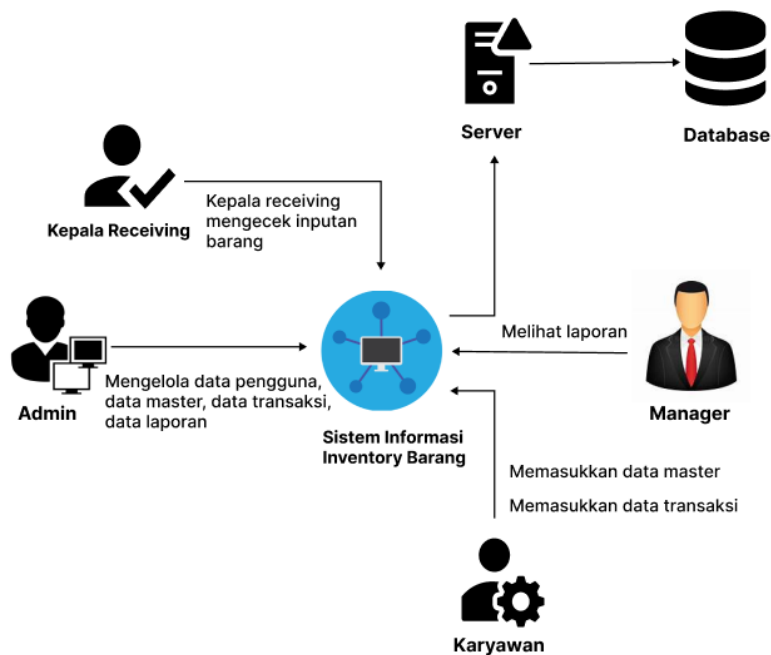 Server
Database
Kepala Receiving
Kepala receiving
mengecek inputan
barang
Melihat laporan
Admin
Mengelola data pengguna,
data master, data transaksi,
data laporan
Manager
Sistem Informasi
Inventory Barang
Memasukkan data master
Memasukkan data transaksi
Karyawan